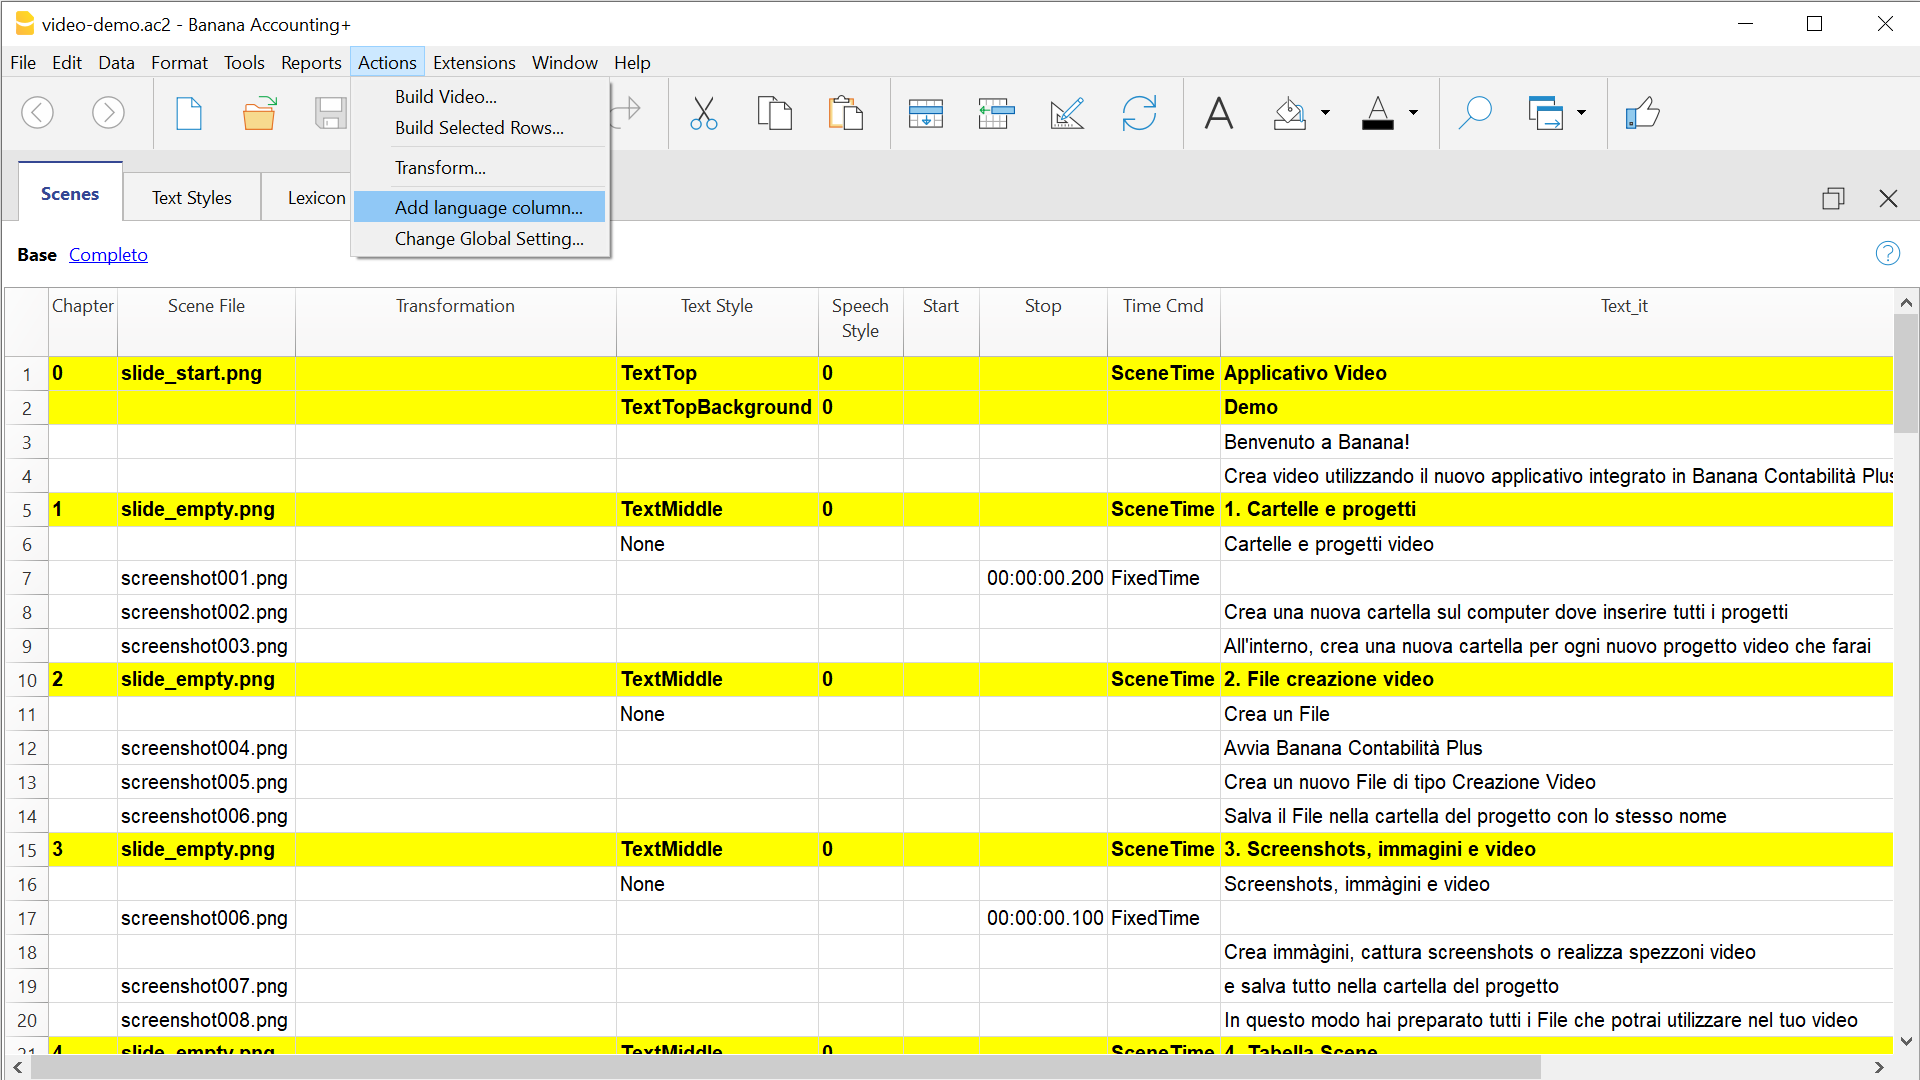 video-demo.ac2 - Banana Accounting+
File Edit Data Format Tools Reports Actions Extensions Window Help
Build Video...
Build Selected Rows...
Transform...
Add language column...
Change Global Setting...
Scenes Text Styles Lexicon
Base Completo
Chapter Scene File Transformation Text Style Speech Style Start Stop Time Cmd Text_it
1 0 slide_start.png TextTop 0 SceneTime Applicativo Video
2 TextTopBackground 0 Demo
3 Benvenuto a Banana!
4 Crea video utilizzando il nuovo applicativo integrato in Banana Contabilità Plus
5 1 slide_empty.png TextMiddle 0 SceneTime 1. Cartelle e progetti
6 None Cartelle e progetti video
7 screenshot001.png 00:00:00.200 FixedTime
8 screenshot002.png Crea una nuova cartella sul computer dove inserire tutti i progetti
9 screenshot003.png All'interno, crea una nuova cartella per ogni nuovo progetto video che farai
10 2 slide_empty.png TextMiddle 0 SceneTime 2. File creazione video
11 None Crea un File
12 screenshot004.png Avvia Banana Contabilità Plus
13 screenshot005.png Crea un nuovo File di tipo Creazione Video
14 screenshot006.png Salva il File nella cartella del progetto con lo stesso nome
15 3 slide_empty.png TextMiddle 0 SceneTime 3. Screenshots, immagini e video
16 None Screenshots, immàgini e video
17 screenshot006.png 00:00:00.100 FixedTime
18 Crea immàgini, cattura screenshots o realizza spezzoni video
19 screenshot007.png e salva tutto nella cartella del progetto
20 screenshot008.png In questo modo hai preparato tutti i File che potrai utilizzare nel tuo video
21 4 slide_empty.png TextMiddle 0 SceneTime 4. Tabella Scene